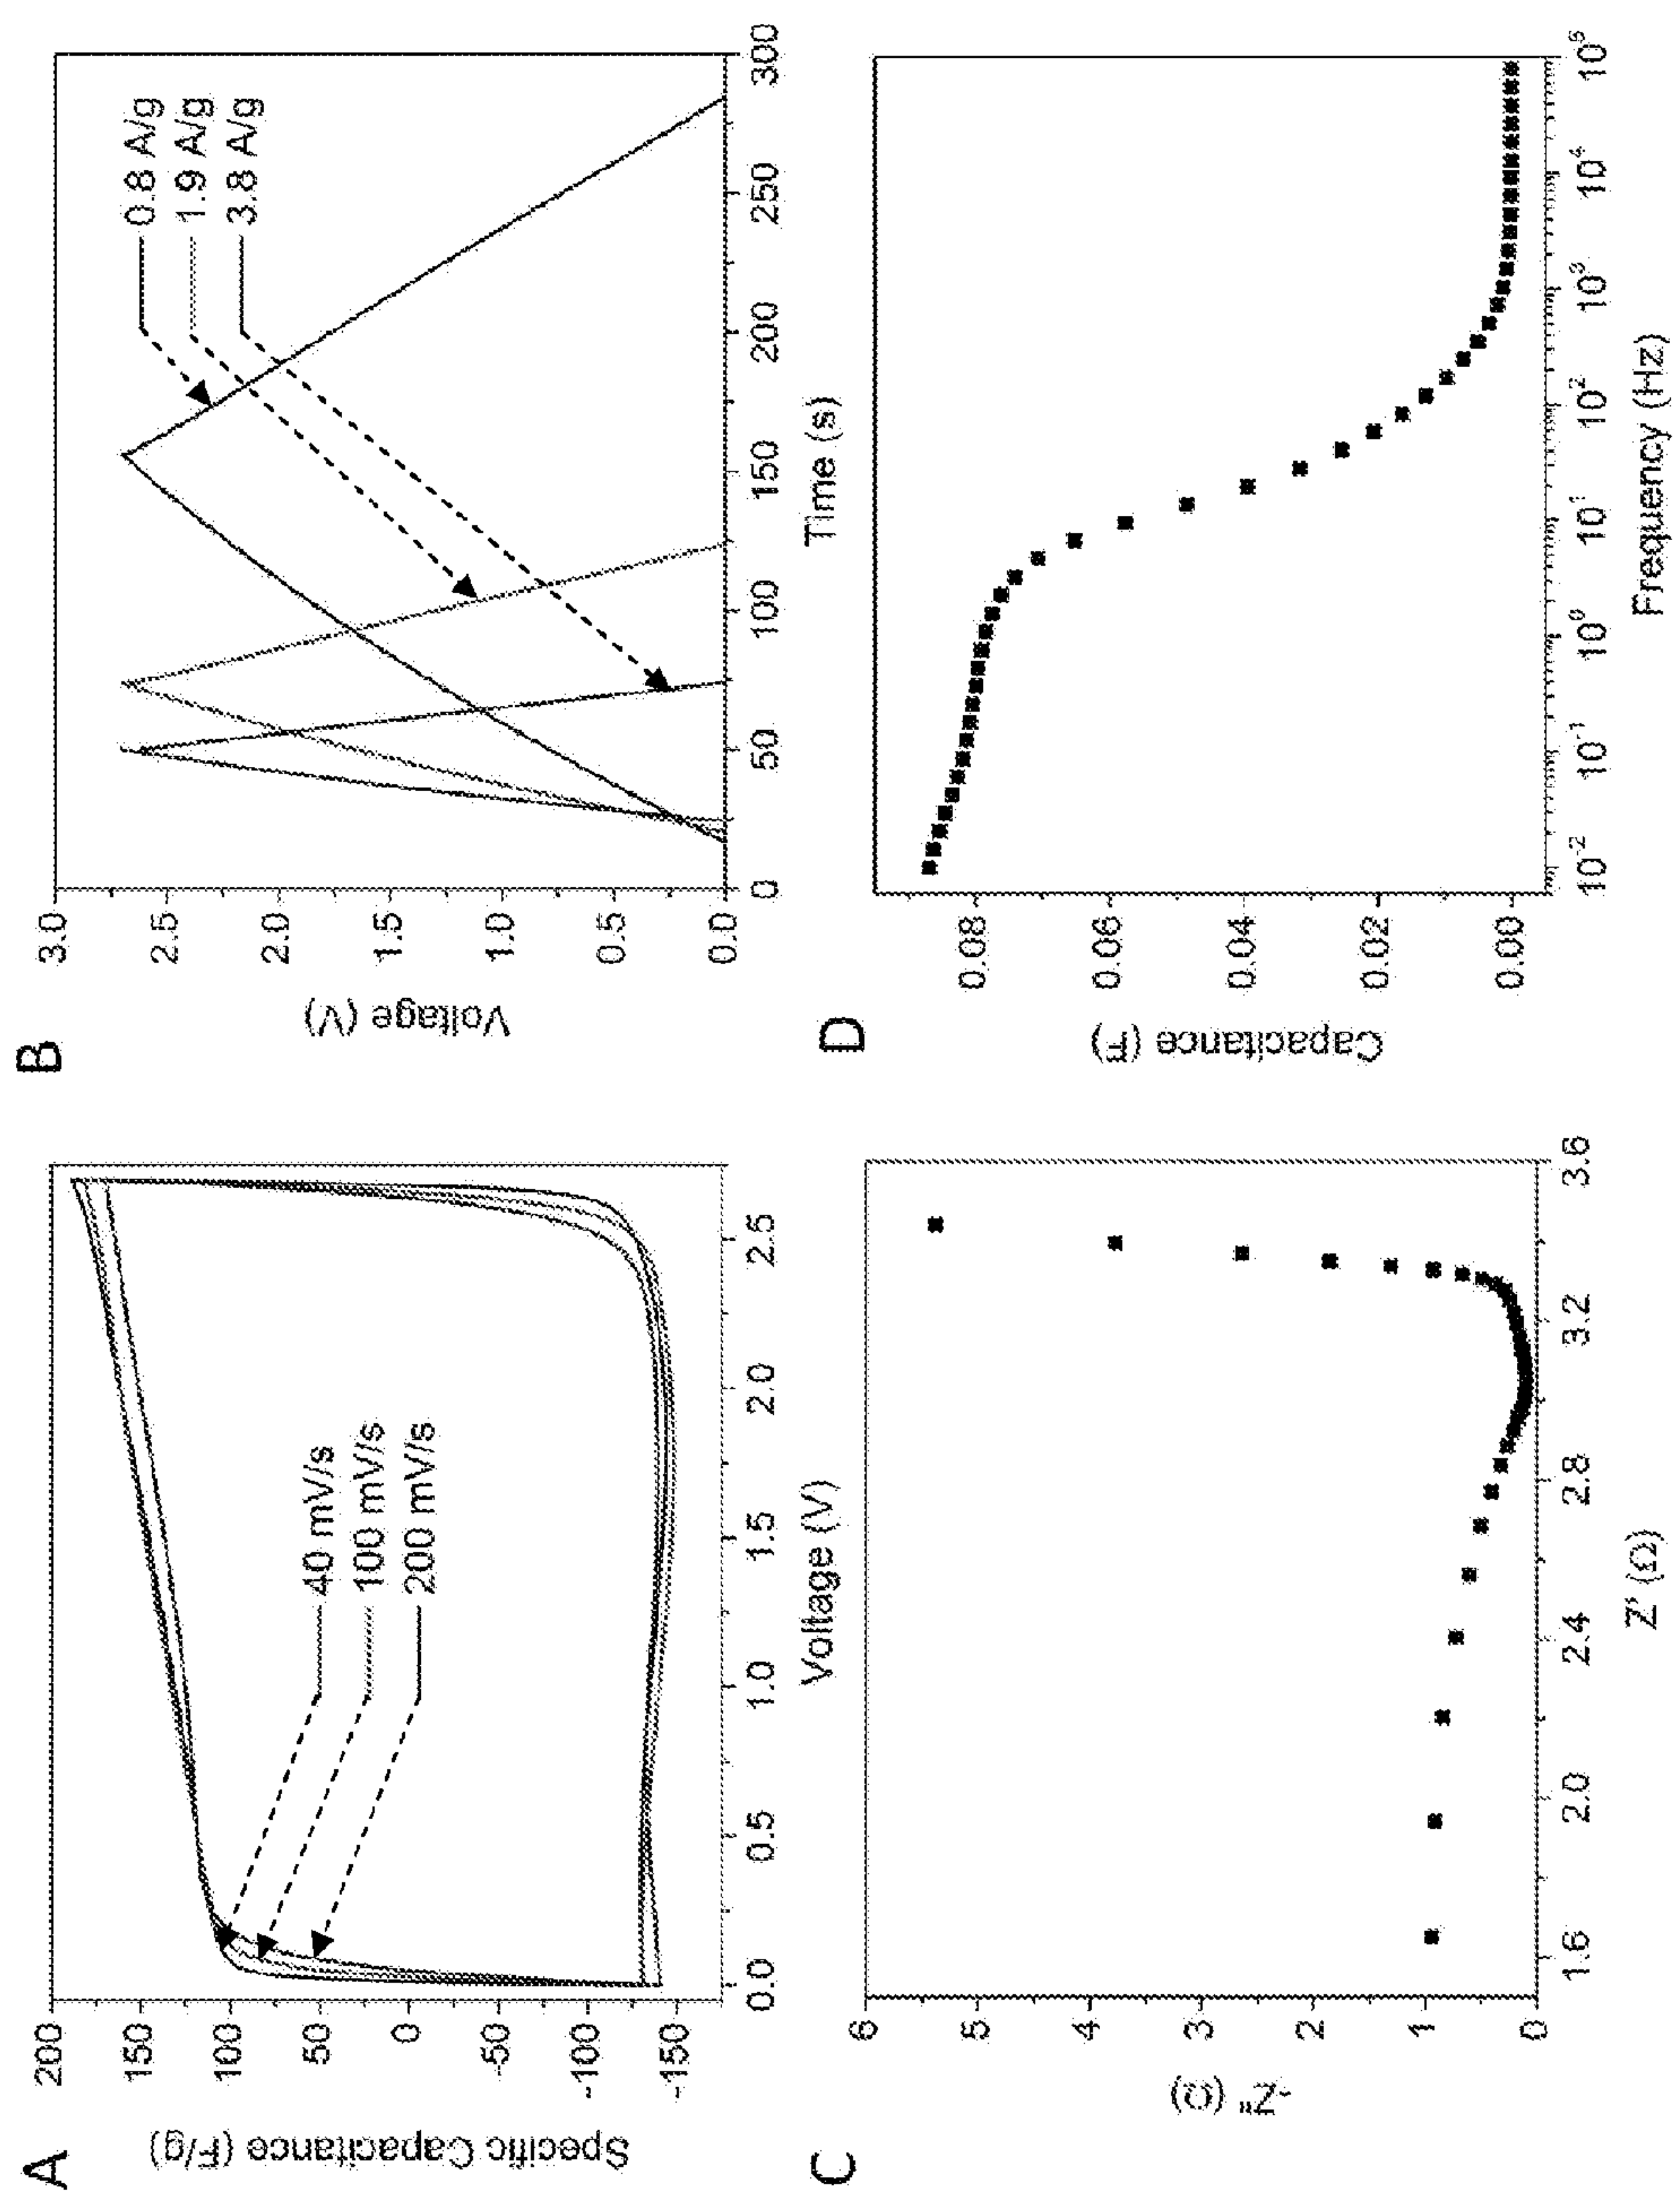 A
Specific Capacitance (F/g)
200
150
100
50
0
-50
-100
-150
40 mV/s
100 mV/s
200 mV/s
0.0 0.5 1.0 1.5 2.0 2.5
Voltage (V)
B
Voltage (V)
3.0
2.5
2.0
1.5
1.0
0.5
0.0
0.8 A/g
1.9 A/g
3.8 A/g
0 50 100 150 200 250 300
Time (s)
C
-Z" (Ω)
6
5
4
3
2
1
0
1.6 2.0 2.4 2.8 3.2 3.6
Z' (Ω)
D
Capacitance (F)
0.08
0.06
0.04
0.02
0.00
10⁻² 10⁻¹ 10⁰ 10¹ 10² 10³ 10⁴ 10⁵
Frequency (Hz)